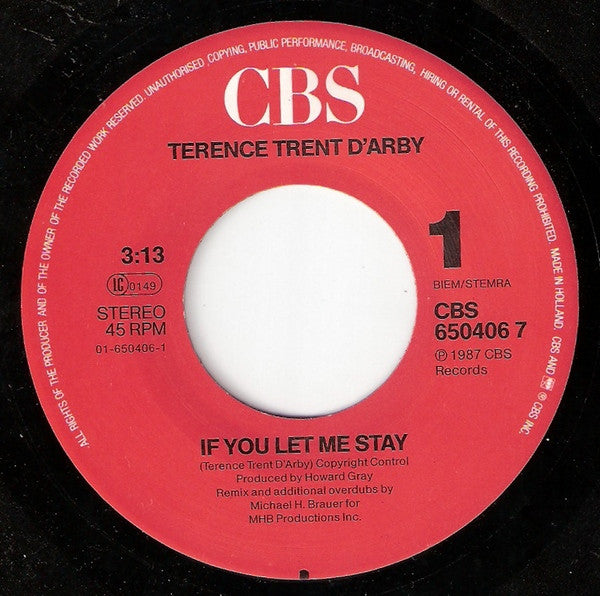 ALL RIGHTS OF THE PRODUCER AND OF THE OWNER OF THE RECORDED WORK RESERVED. UNAUTHORISED COPYING, PUBLIC PERFORMANCE, BROADCASTING, HIRING OR RENTAL OF THIS RECORDING PROHIBITED. MADE IN HOLLAND. CBS AND ® CBS INC.
CBS
TERENCE TRENT D'ARBY
3:13
LC 0149
STEREO
45 RPM
01-650406-1
1
BIEM/STEMRA
CBS
650406 7
℗ 1987 CBS
Records
IF YOU LET ME STAY
(Terence Trent D'Arby) Copyright Control
Produced by Howard Gray
Remix and additional overdubs by
Michael H. Brauer for
MHB Productions Inc.